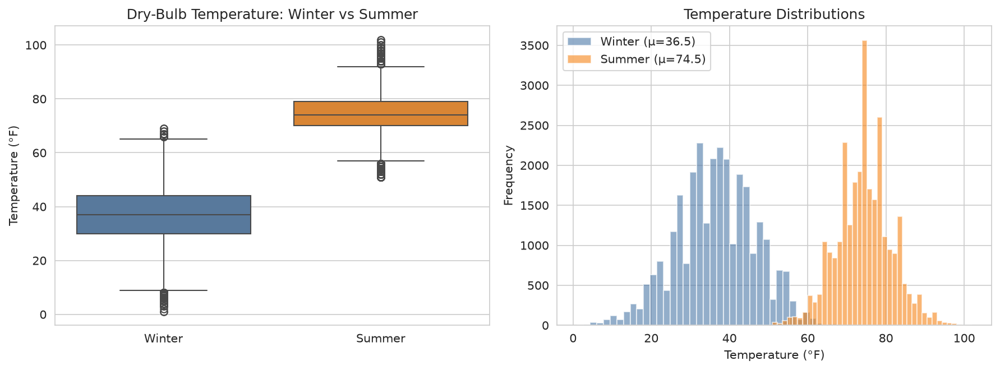 Dry-Bulb Temperature: Winter vs Summer
Temperature (°F)
100
80
60
40
20
0
Winter
Summer
Temperature Distributions
Winter (μ=36.5)
Summer (μ=74.5)
Frequency
3500
3000
2500
2000
1500
1000
500
0
0
20
40
60
80
100
Temperature (°F)